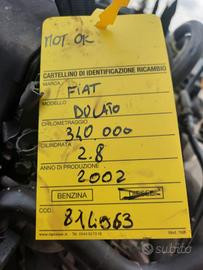 MOT. OK
CARTELLINO DI IDENTIFICAZIONE RICAMBIO
MARCA FIAT
MODELLO DUCATO
CHILOMETRAGGIO 340.000
CILINDRATA 2.8
ANNO DI PRODUZIONE 2002
BENZINA DIESEL
COD. 814063
subito